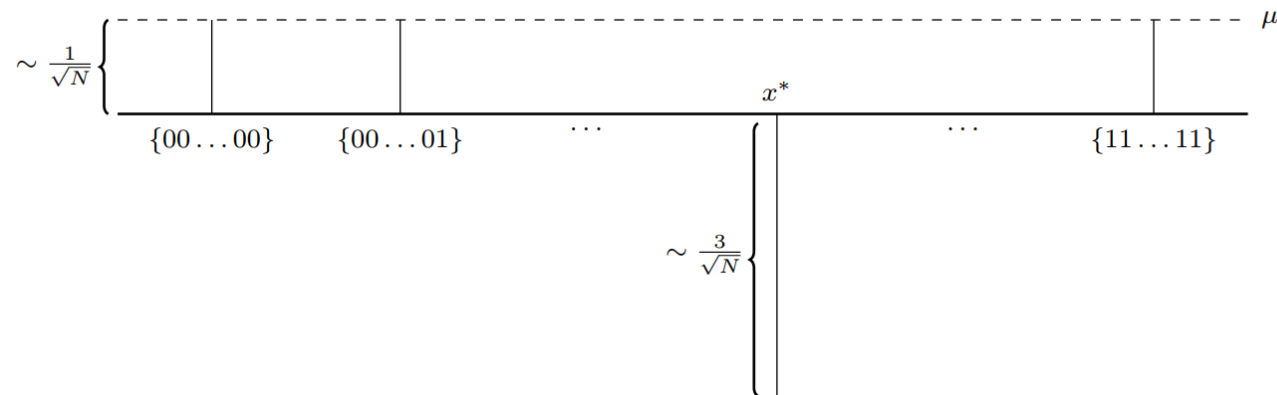 μ
∼ 1/√N
x*
{00…00} {00…01} ⋯ ⋯ {11…11}
∼ 3/√N